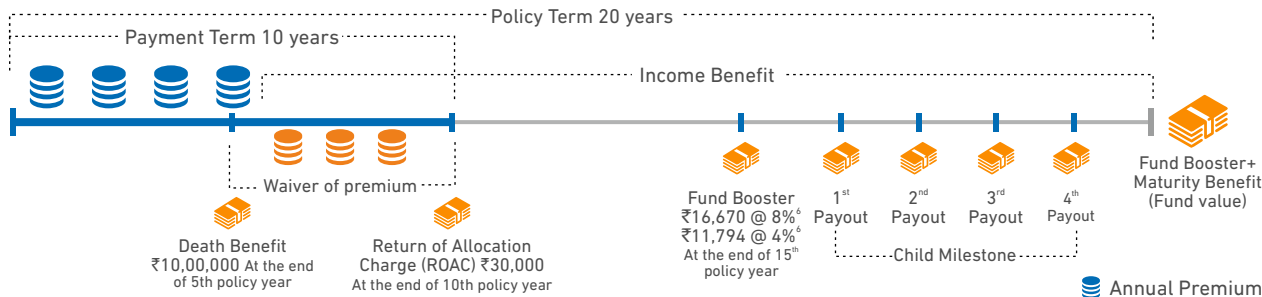 Policy Term 20 years
Payment Term 10 years
Income Benefit
Waiver of premium
Death Benefit
₹10,00,000 At the end
of 5th policy year
Return of Allocation
Charge (ROAC) ₹30,000
At the end of 10th policy year
Fund Booster
₹16,670 @ 8%⁶
₹11,794 @ 4%⁶
At the end of 15th
policy year
1st
Payout
2nd
Payout
3rd
Payout
4th
Payout
Child Milestone
Fund Booster+
Maturity Benefit
(Fund value)
Annual Premium